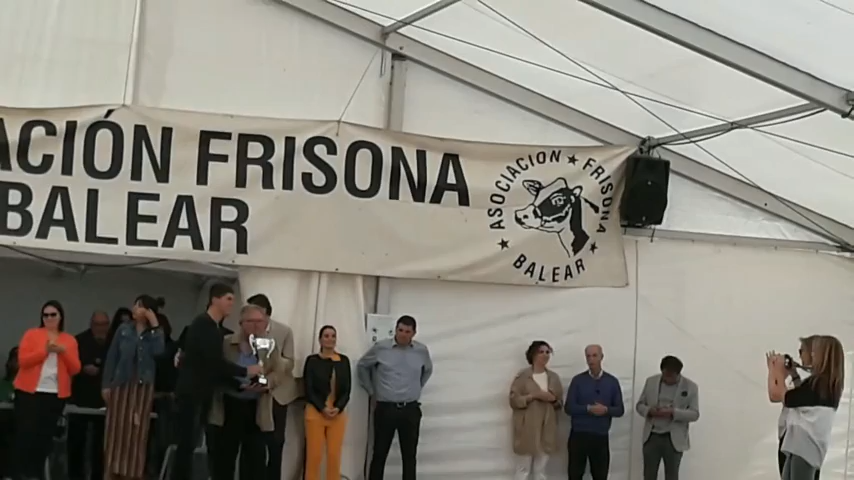 ACIÓN FRISONA
BALEAR
ASOCIACION ★ FRISONA
★ BALEAR ★